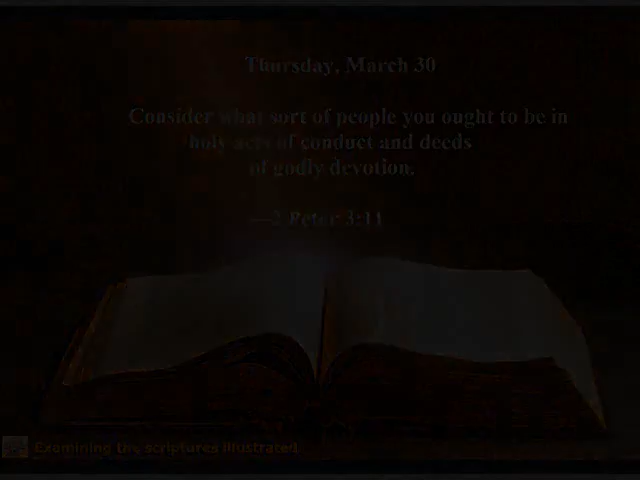 Thursday, March 30
Consider what sort of people you ought to be in
holy acts of conduct and deeds
of godly devotion.
—2 Peter 3:11
Examining the scriptures illustrated